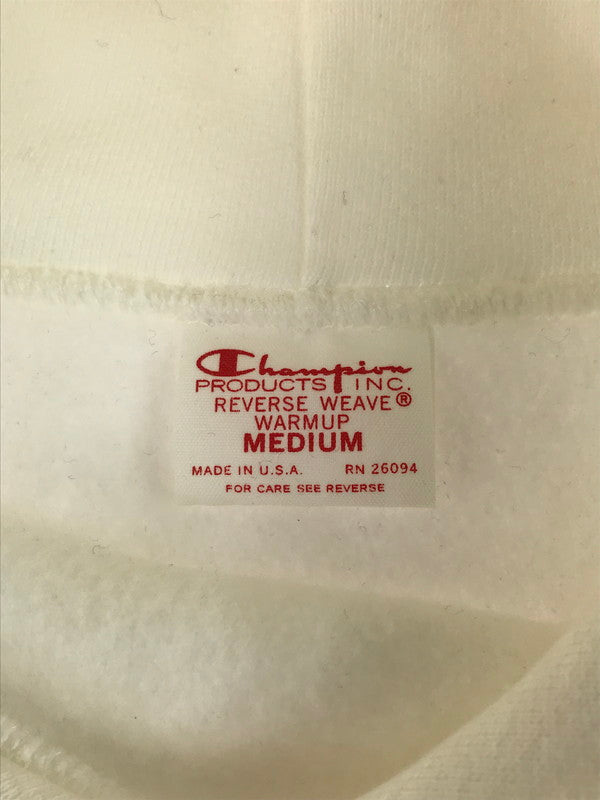 Champion
PRODUCTS INC.
REVERSE WEAVE®
WARMUP
MEDIUM
MADE IN U.S.A. RN 26094
FOR CARE SEE REVERSE